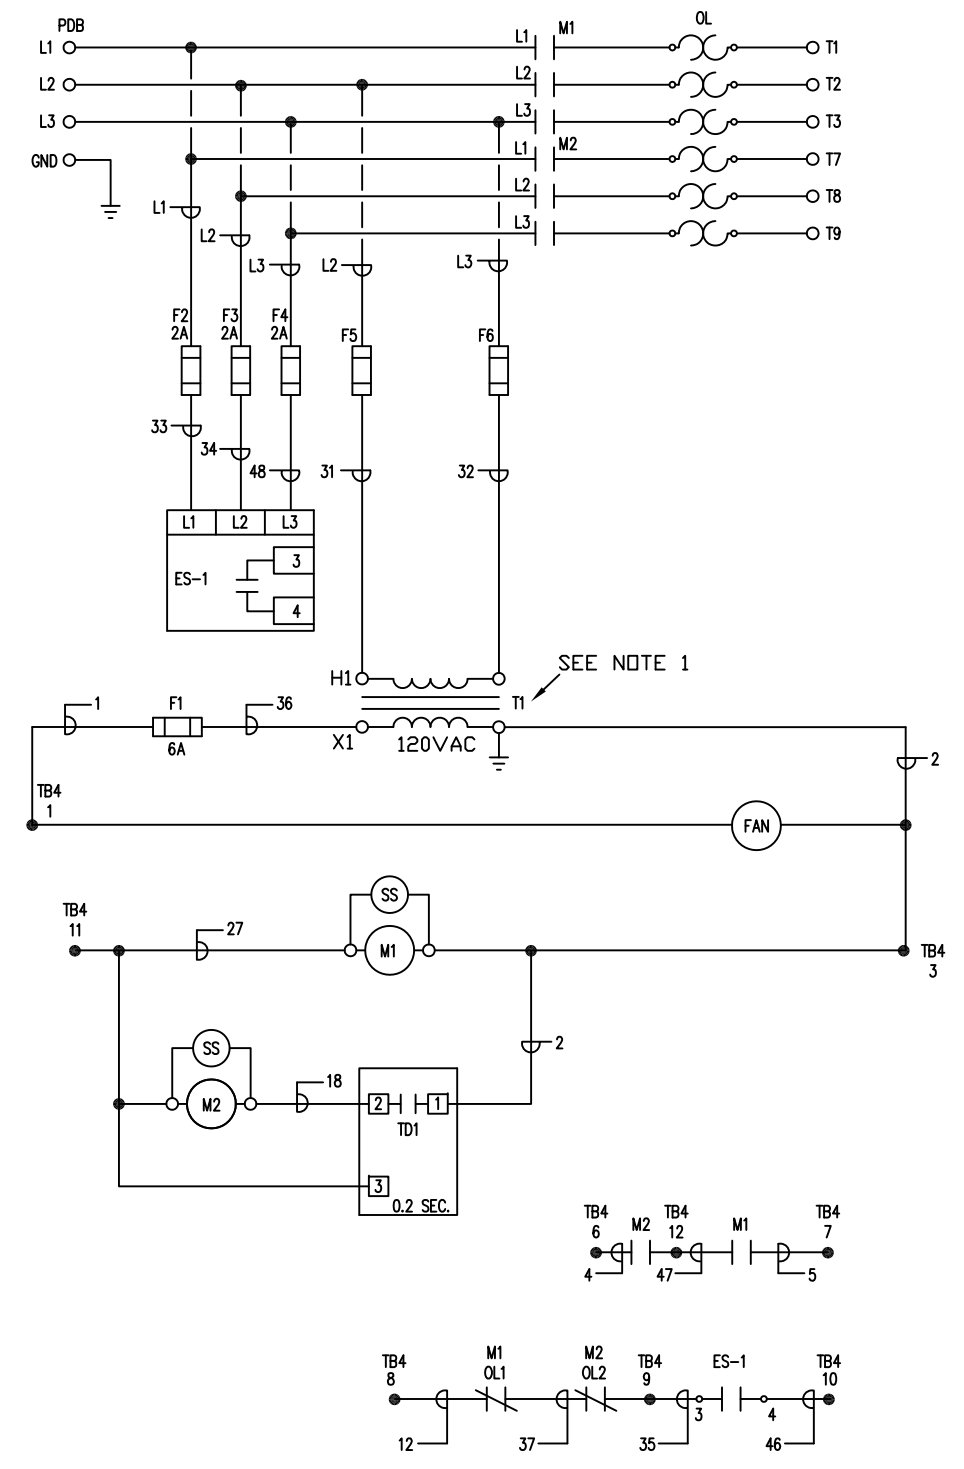 PDB
OL
L1
L1
M1
T1
L2
L2
T2
L3
L3
T3
GND
L1
M2
T7
L1
L2
T8
L2
L3
T9
L3
L2
L3
F2
2A
F3
2A
F4
2A
F5
F6
33
34
48
31
32
L1
L2
L3
ES-1
3
4
SEE NOTE 1
H1
T1
1
F1
36
6A
X1
120VAC
2
TB4
1
FAN
SS
TB4
11
27
M1
TB4
3
SS
2
18
M2
2
1
TD1
3
0.2 SEC.
TB4
6
M2
TB4
12
M1
TB4
7
4
47
5
TB4
8
M1
OL1
M2
OL2
TB4
9
ES-1
TB4
10
3
4
12
37
35
46